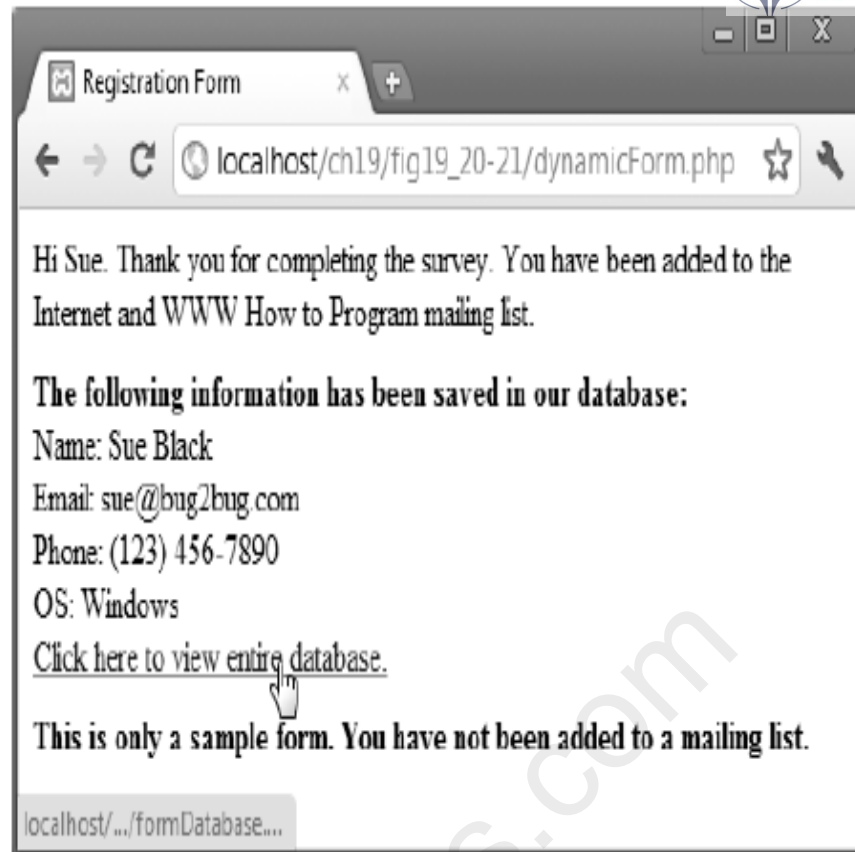 Registration Form
localhost/ch19/fig19_20-21/dynamicForm.php
Hi Sue. Thank you for completing the survey. You have been added to the
Internet and WWW How to Program mailing list.
The following information has been saved in our database:
Name: Sue Black
Email: sue@bug2bug.com
Phone: (123) 456-7890
OS: Windows
Click here to view entire database.
This is only a sample form. You have not been added to a mailing list.
localhost/.../formDatabase....
s.com